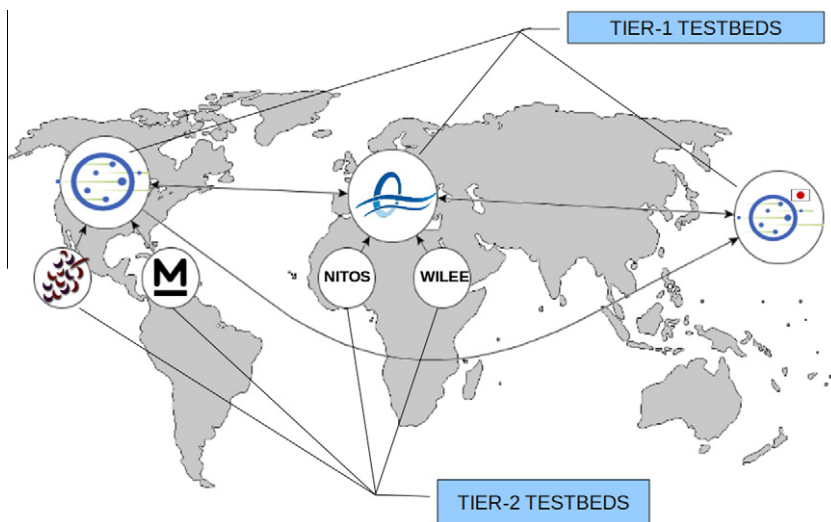 TIER-1 TESTBEDS
M
NITOS
WILEE
TIER-2 TESTBEDS